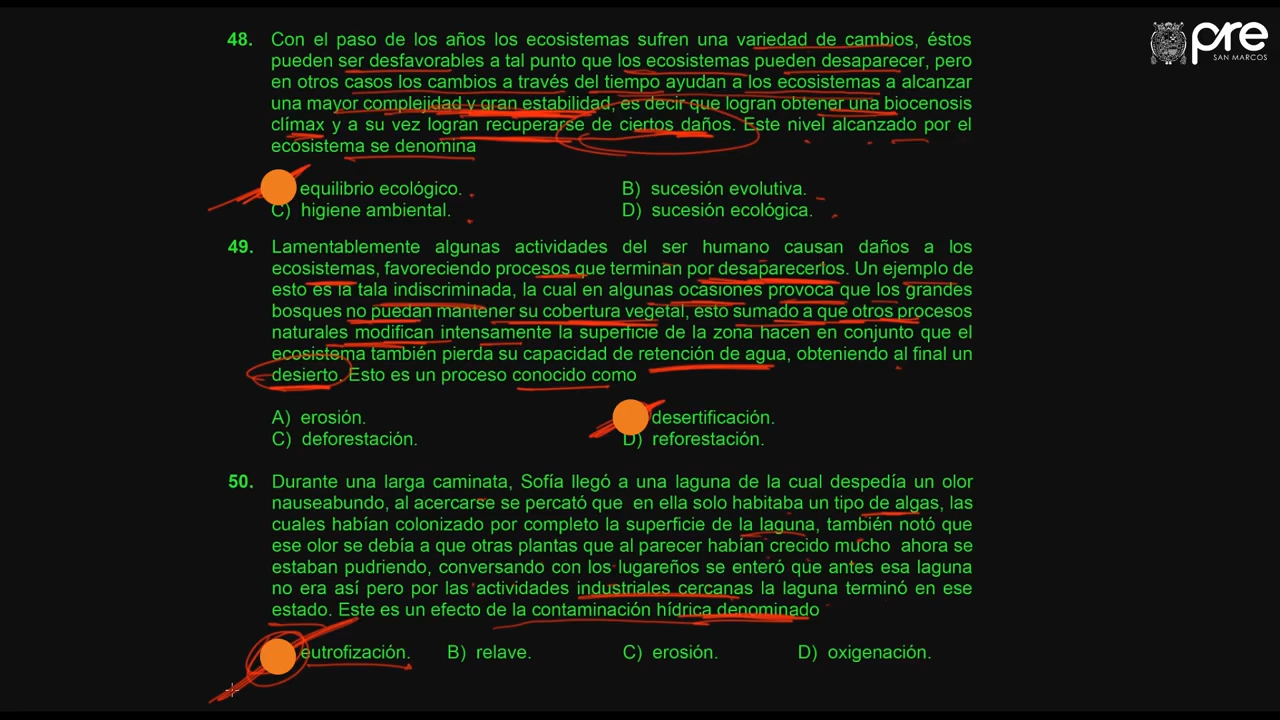 pre
SAN MARCOS
48. Con el paso de los años los ecosistemas sufren una variedad de cambios, éstos
pueden ser desfavorables a tal punto que los ecosistemas pueden desaparecer, pero
en otros casos los cambios a través del tiempo ayudan a los ecosistemas a alcanzar
una mayor complejidad y gran estabilidad, es decir que logran obtener una biocenosis
clímax y a su vez logran recuperarse de ciertos daños. Este nivel alcanzado por el
ecosistema se denomina
equilibrio ecológico. B) sucesión evolutiva.
C) higiene ambiental. D) sucesión ecológica.
49. Lamentablemente algunas actividades del ser humano causan daños a los
ecosistemas, favoreciendo procesos que terminan por desaparecerlos. Un ejemplo de
esto es la tala indiscriminada, la cual en algunas ocasiones provoca que los grandes
bosques no puedan mantener su cobertura vegetal, esto sumado a que otros procesos
naturales modifican intensamente la superficie de la zona hacen en conjunto que el
ecosistema también pierda su capacidad de retención de agua, obteniendo al final un
desierto. Esto es un proceso conocido como
A) erosión. desertificación.
C) deforestación. D) reforestación.
50. Durante una larga caminata, Sofía llegó a una laguna de la cual despedía un olor
nauseabundo, al acercarse se percató que en ella solo habitaba un tipo de algas, las
cuales habían colonizado por completo la superficie de la laguna, también notó que
ese olor se debía a que otras plantas que al parecer habían crecido mucho ahora se
estaban pudriendo, conversando con los lugareños se enteró que antes esa laguna
no era así pero por las actividades industriales cercanas la laguna terminó en ese
estado. Este es un efecto de la contaminación hídrica denominado
eutrofización. B) relave. C) erosión. D) oxigenación.